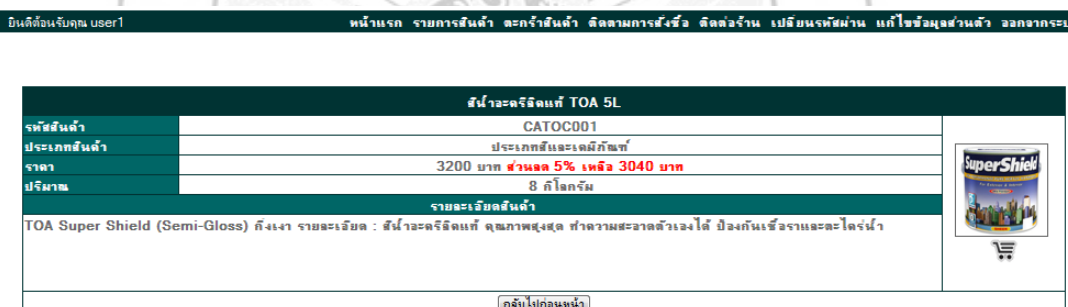 ยินดีต้อนรับคุณ user1 หน้าแรก รายการสินค้า ตะกร้าสินค้า ติดตามการสั่งซื้อ ติดต่อร้าน เปลี่ยนรหัสผ่าน แก้ไขข้อมูลส่วนตัว ออกจากระบ
สีน้ำอะคริลิคแท้ TOA 5L
รหัสสินค้า CATOC001
ประเภทสินค้า ประเภทสีและเคมีภัณฑ์
ราคา 3200 บาท ส่วนลด 5% เหลือ 3040 บาท
ปริมาณ 8 กิโลกรัม
SuperShield
รายละเอียดสินค้า
TOA Super Shield (Semi-Gloss) กึ่งเงา รายละเอียด : สีน้ำอะคริลิคแท้ คุณภาพสูงสุด ทำความสะอาดตัวเองได้ ป้องกันเชื้อราและตะไคร่น้ำ
กลับไปก่อนหน้า